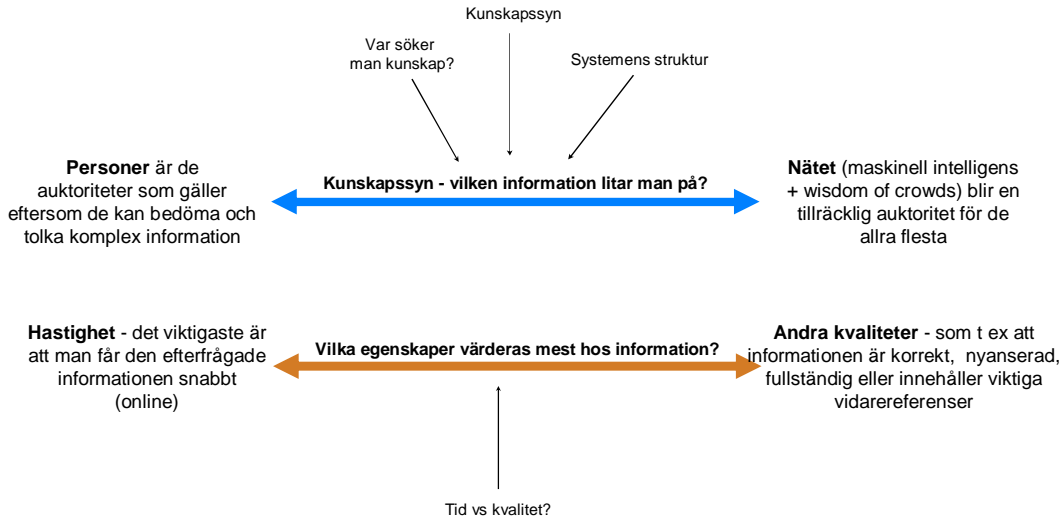 Kunskapssyn
Var söker
man kunskap?
Systemens struktur
Personer är de
auktoriteter som gäller
eftersom de kan bedöma och
tolka komplex information
Kunskapssyn - vilken information litar man på?
Nätet (maskinell intelligens
+ wisdom of crowds) blir en
tillräcklig auktoritet för de
allra flesta
Hastighet - det viktigaste är
att man får den efterfrågade
informationen snabbt
(online)
Vilka egenskaper värderas mest hos information?
Andra kvaliteter - som t ex att
informationen är korrekt, nyanserad,
fullständig eller innehåller viktiga
vidarereferenser
Tid vs kvalitet?